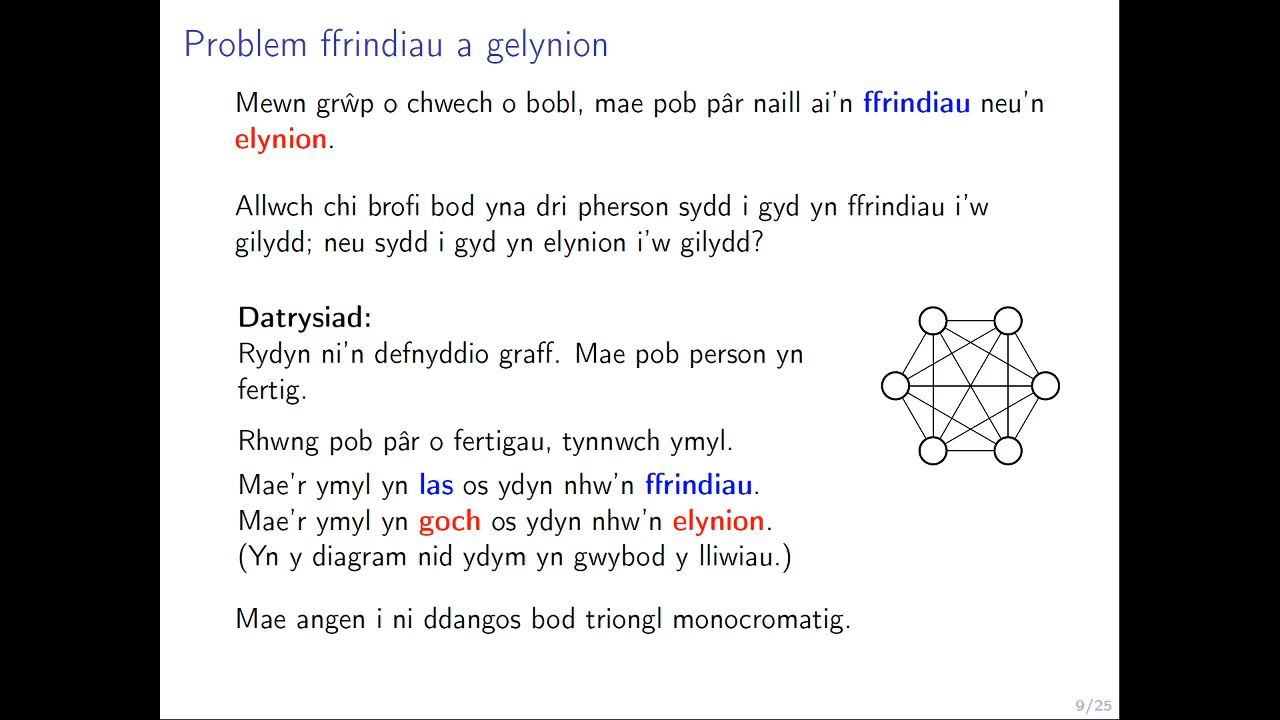 Problem ffrindiau a gelynion
Mewn grŵp o chwech o bobl, mae pob pâr naill ai'n ffrindiau neu'n
elynion.
Allwch chi brofi bod yna dri pherson sydd i gyd yn ffrindiau i'w
gilydd; neu sydd i gyd yn elynion i'w gilydd?
Datrysiad:
Rydyn ni'n defnyddio graff. Mae pob person yn
fertig.
Rhwng pob pâr o fertigau, tynnwch ymyl.
Mae'r ymyl yn las os ydyn nhw'n ffrindiau.
Mae'r ymyl yn goch os ydyn nhw'n elynion.
(Yn y diagram nid ydym yn gwybod y lliwiau.)
Mae angen i ni ddangos bod triongl monocromatig.
9/25